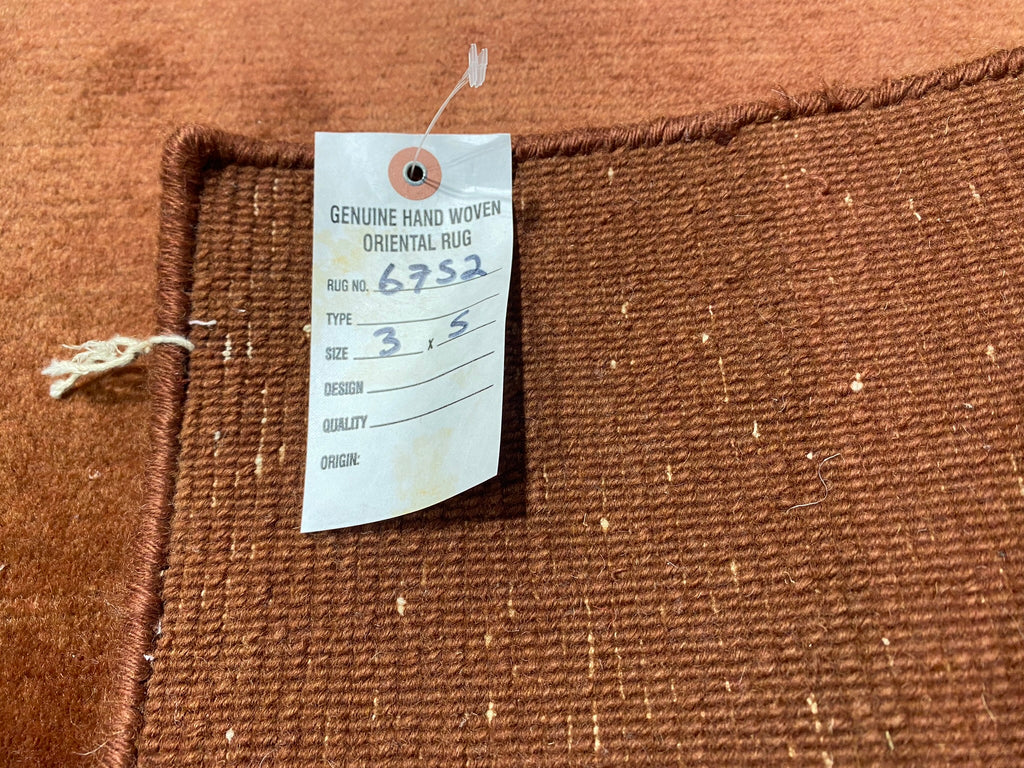 GENUINE HAND WOVEN
ORIENTAL RUG
RUG NO. 6752
TYPE
SIZE 3 x 5
DESIGN
QUALITY
ORIGIN: